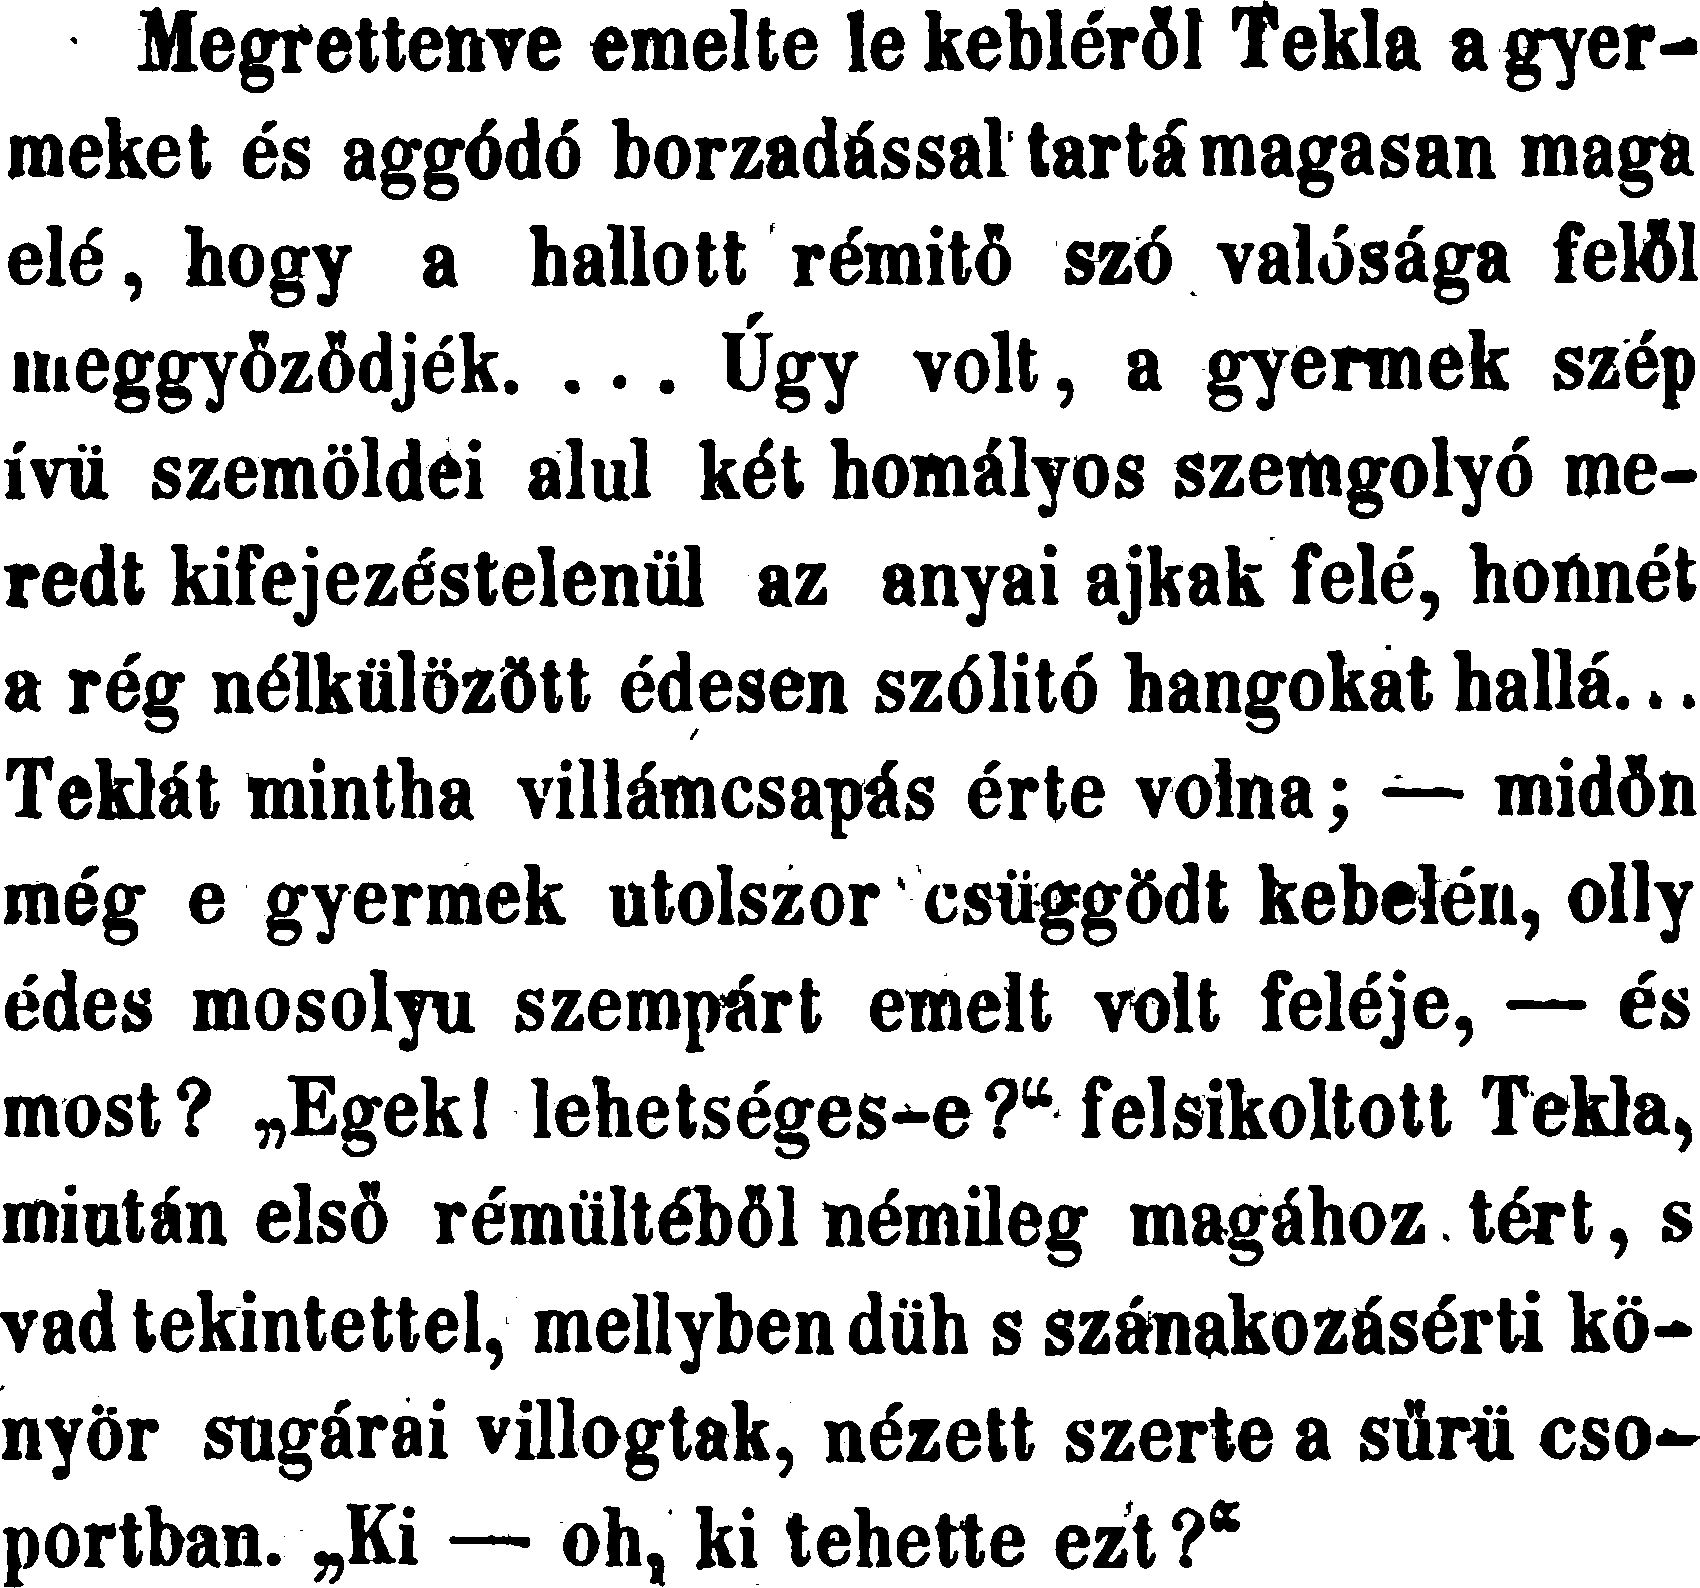 Megrettenve emelte le kebléről Tekla a gyer-
meket és aggódó borzadással tartá magasan maga
elé, hogy a hallott rémitő szó valósága felől
meggyőződjék. . . . Úgy volt, a gyermek szép
ívü szemöldei alul két homályos szemgolyó me-
redt kifejezéstelenül az anyai ajkak felé, honnét
a rég nélkülözött édesen szólitó hangokat hallá...
Teklát mintha villámcsapás érte volna; — midőn
még e gyermek utolszor csüggödt kebelén, olly
édes mosolyu szempárt emelt volt feléje, — és
most? „Egek! lehetséges-e?“ felsikoltott Tekla,
miután első rémültéből némileg magához tért, s
vad tekintettel, mellyben düh s szánakozásérti kö-
nyör sugárai villogtak, nézett szerte a sűrü cso-
portban. „Ki — oh, ki tehette ezt?“